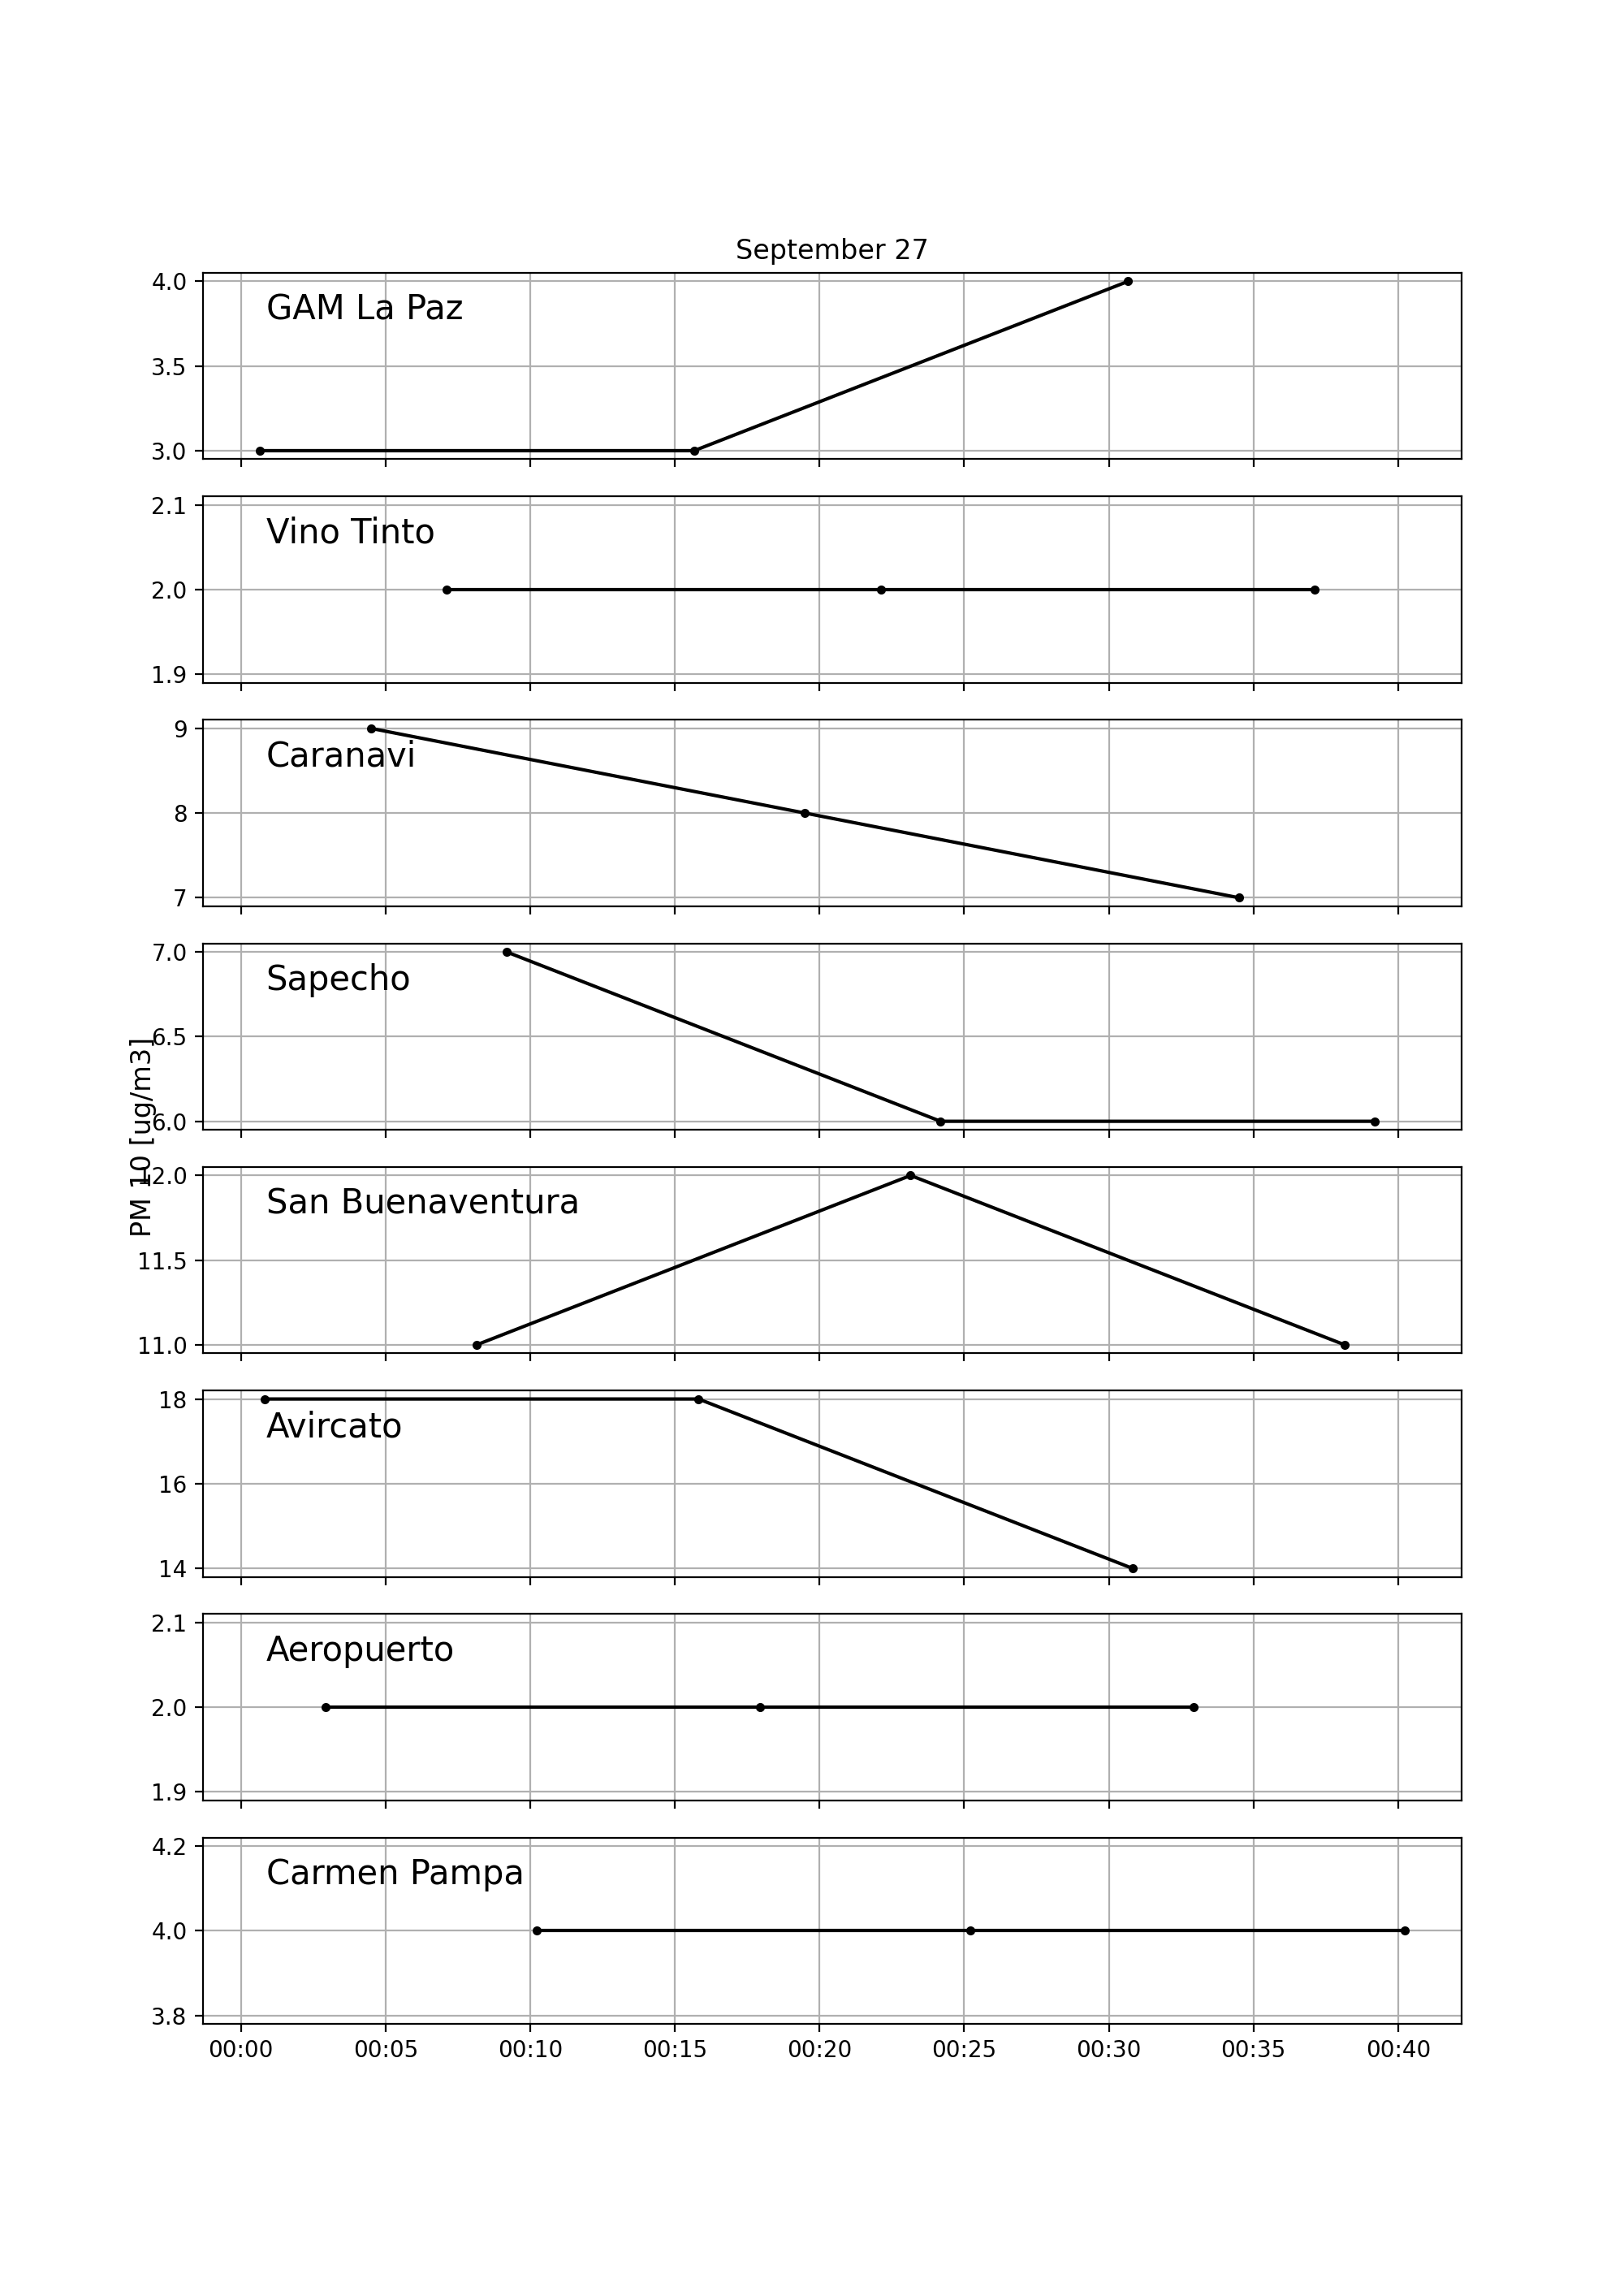 September 27
4.0
GAM La Paz
3.5
3.0
2.1
Vino Tinto
2.0
1.9
9
Caranavi
8
7
7.0
Sapecho
6.5
6.0
PM 10 [ug/m3]
12.0
San Buenaventura
11.5
11.0
18
Avircato
16
14
2.1
Aeropuerto
2.0
1.9
4.2
Carmen Pampa
4.0
3.8
00:00 00:05 00:10 00:15 00:20 00:25 00:30 00:35 00:40